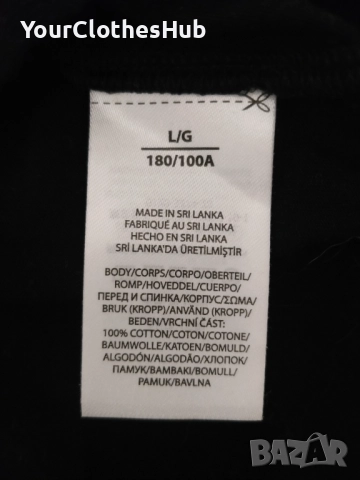 YourClothesHub
L/G
180/100A
MADE IN SRI LANKA
FABRIQUÉ AU SRI LANKA
HECHO EN SRI LANKA
SRİ LANKA'DA ÜRETİLMİŞTİR
BODY/CORPS/CORPO/OBERTEIL/
ROMP/HOVEDDEL/CUERPO/
ПЕРЕД И СПИНКА/КОРПУС/ΣΩΜΑ/
BRUK (KROPP)/ANVÄND (KROPP)/
BEDEN/VRCHNÍ ČÁST:
100% COTTON/COTON/COTONE/
BAUMWOLLE/KATOEN/BOMULD/
ALGODÓN/ALGODÃO/ХЛОПОК/
ПАМУК/ΒΑΜΒΑΚΙ/BOMULL/
PAMUK/BAVLNA
BAZAR